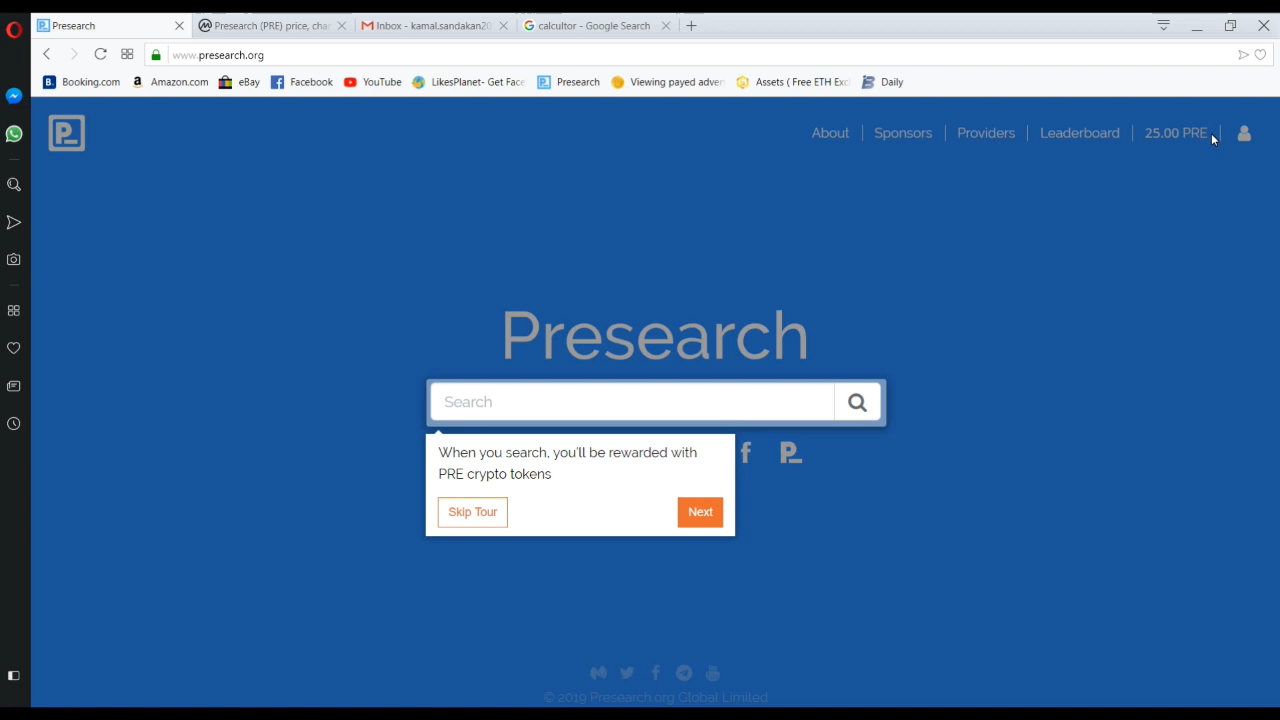 Presearch
Presearch (PRE) price, char
Inbox - kamal.sandakan20
calcultor - Google Search
www.presearch.org
Booking.com
Amazon.com
eBay
Facebook
YouTube
LikesPlanet- Get Face
Presearch
Viewing payed adver
Assets ( Free ETH Exc
Daily
P_
About
Sponsors
Providers
Leaderboard
25.00 PRE
Presearch
Search
When you search, you'll be rewarded with
PRE crypto tokens
Skip Tour
Next
© 2019 Presearch.org Global Limited